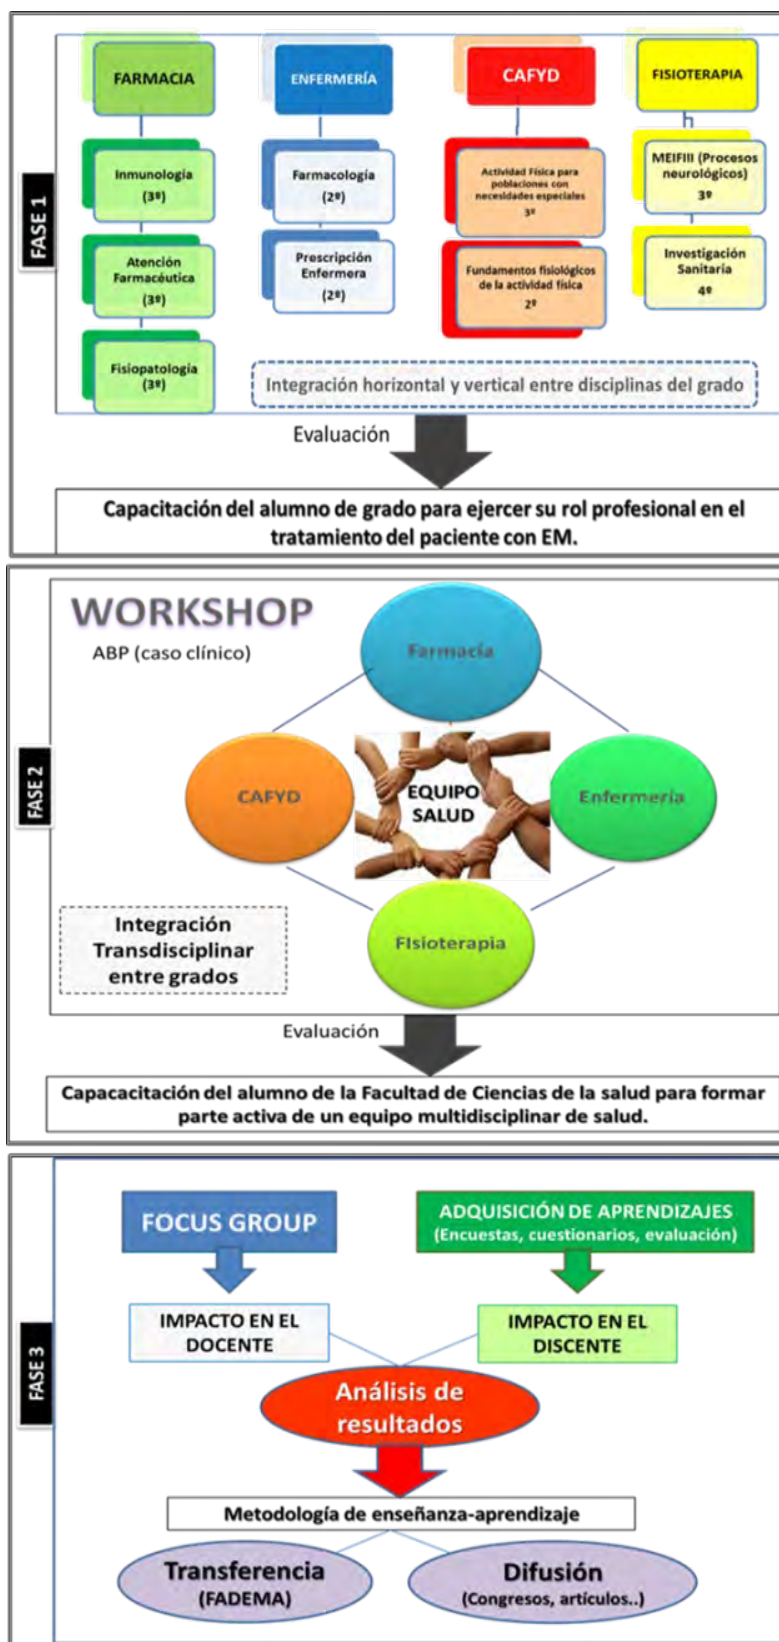 FASE 1
FARMACIA
ENFERMERÍA
CAFYD
FISIOTERAPIA
Inmunología
(3º)
Atención
Farmacéutica
(3º)
Fisiopatología
(3º)
Farmacología
(2º)
Prescripción
Enfermera
(2º)
Actividad Física para
poblaciones con
necesidades especiales
3º
Fundamentos fisiológicos
de la actividad física
2º
MEIFIII (Procesos
neurológicos)
3º
Investigación
Sanitaria
4º
Integración horizontal y vertical entre disciplinas del grado
Evaluación
Capacitación del alumno de grado para ejercer su rol profesional en el
tratamiento del paciente con EM.
FASE 2
WORKSHOP
ABP (caso clínico)
Farmacía
CAFYD
EQUIPO
SALUD
Enfermería
FIsioterapia
Integración
Transdisciplinar
entre grados
Evaluación
Capacacitación del alumno de la Facultad de Ciencias de la salud para formar
parte activa de un equipo multidisciplinar de salud.
FASE 3
FOCUS GROUP
ADQUISICIÓN DE APRENDIZAJES
(Encuestas, cuestionarios, evaluación)
IMPACTO EN EL
DOCENTE
IMPACTO EN EL
DISCENTE
Análisis de
resultados
Metodología de enseñanza-aprendizaje
Transferencia
(FADEMA)
Difusión
(Congresos, artículos..)